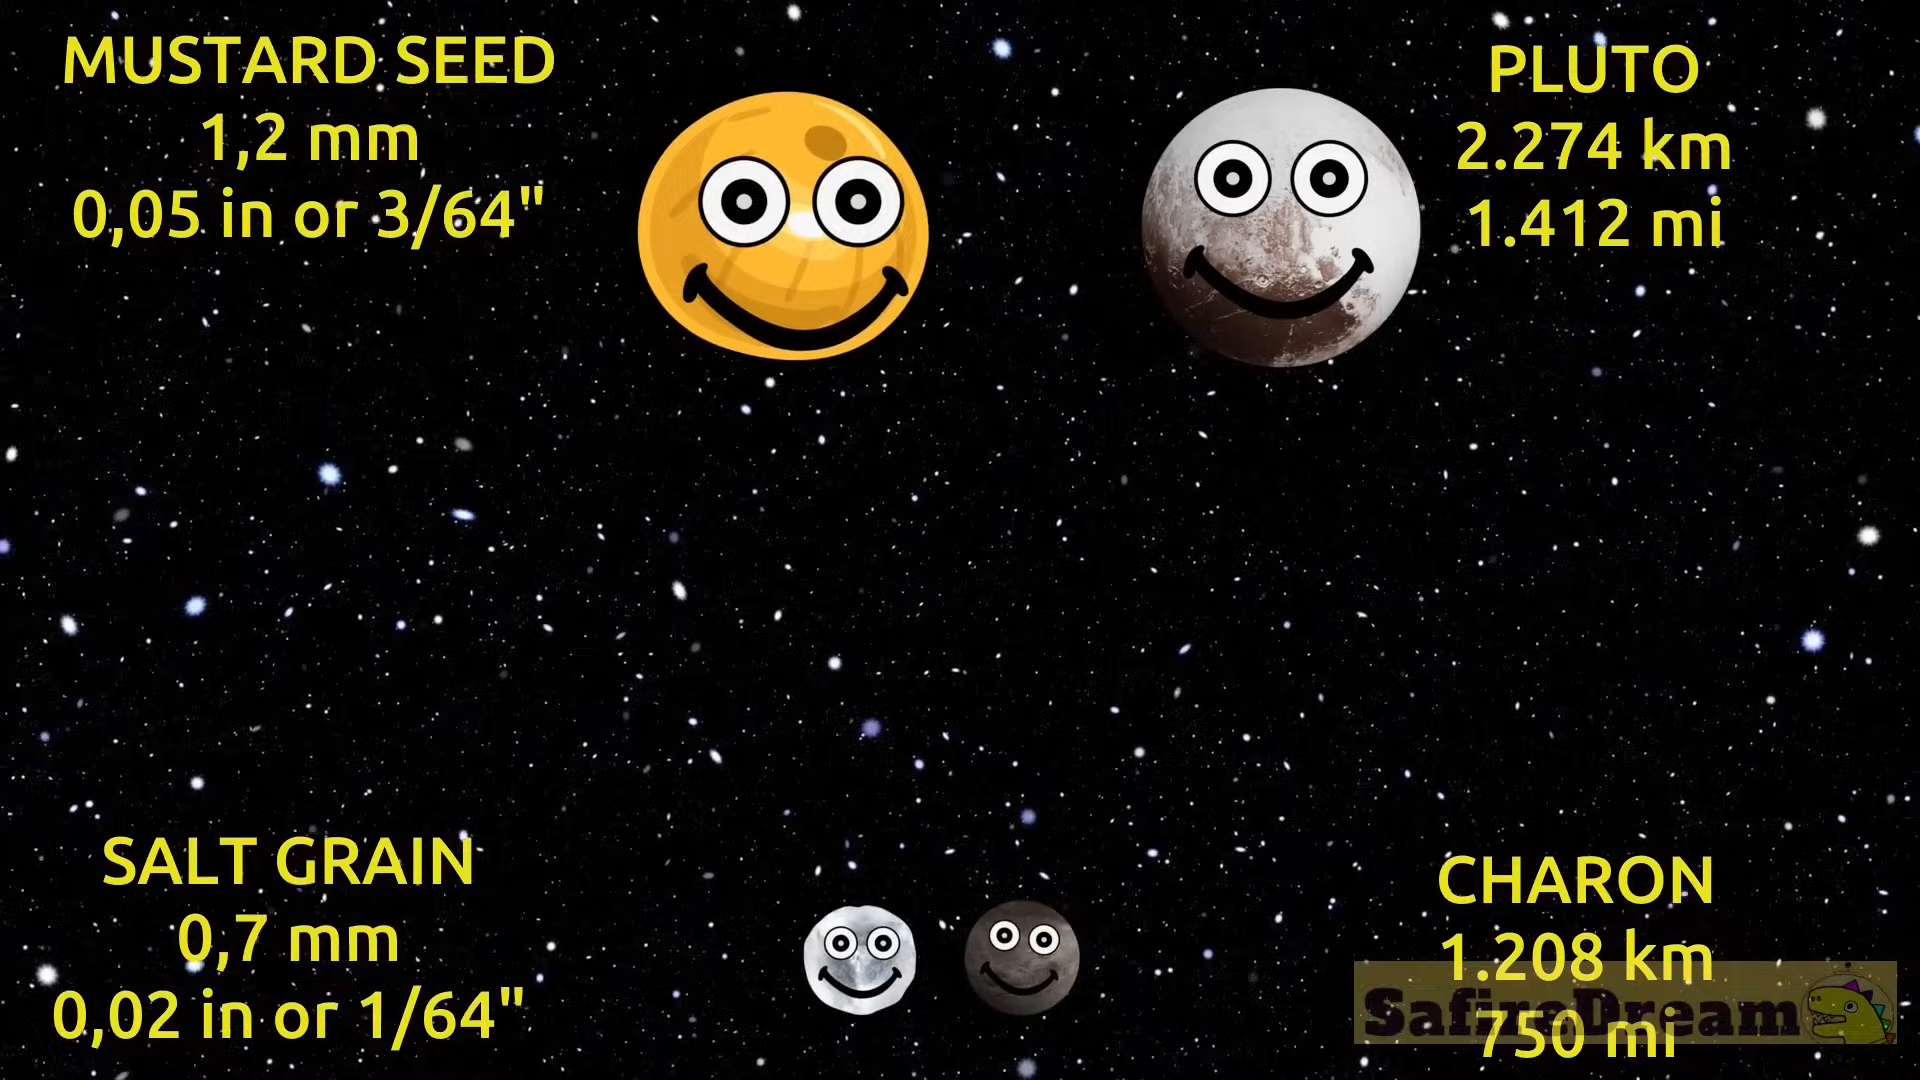 MUSTARD SEED
1,2 mm
0,05 in or 3/64"
PLUTO
2.274 km
1.412 mi
SALT GRAIN
0,7 mm
0,02 in or 1/64"
CHARON
1.208 km
750 mi
SafireDream